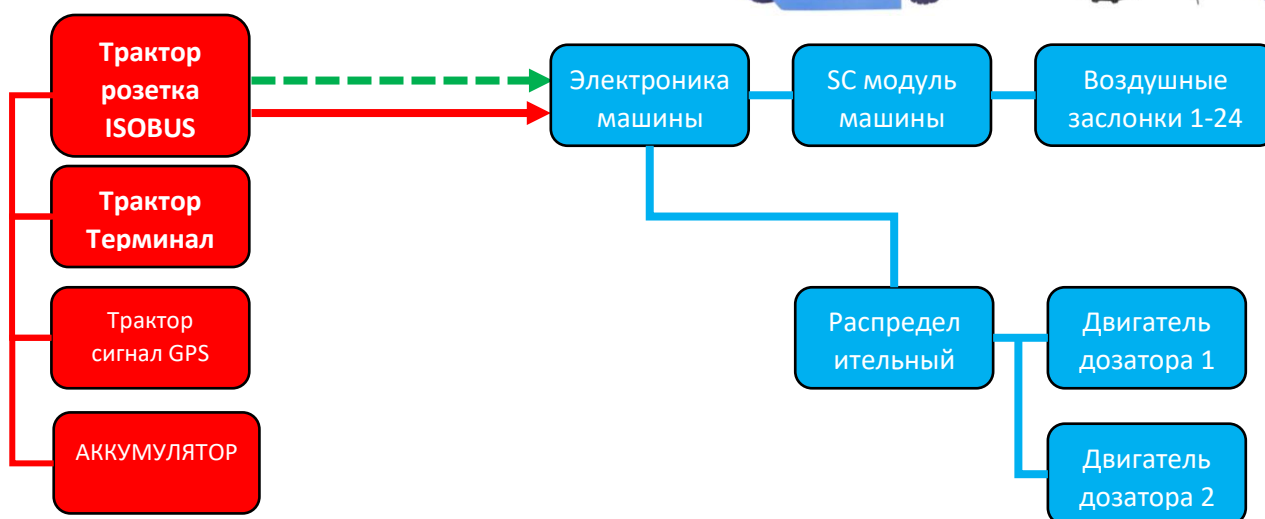 Трактор
розетка
ISOBUS
Электроника
машины
SC модуль
машины
Воздушные
заслонки 1-24
Трактор
Терминал
Трактор
сигнал GPS
Распредел
ительный
Двигатель
дозатора 1
АККУМУЛЯТОР
Двигатель
дозатора 2